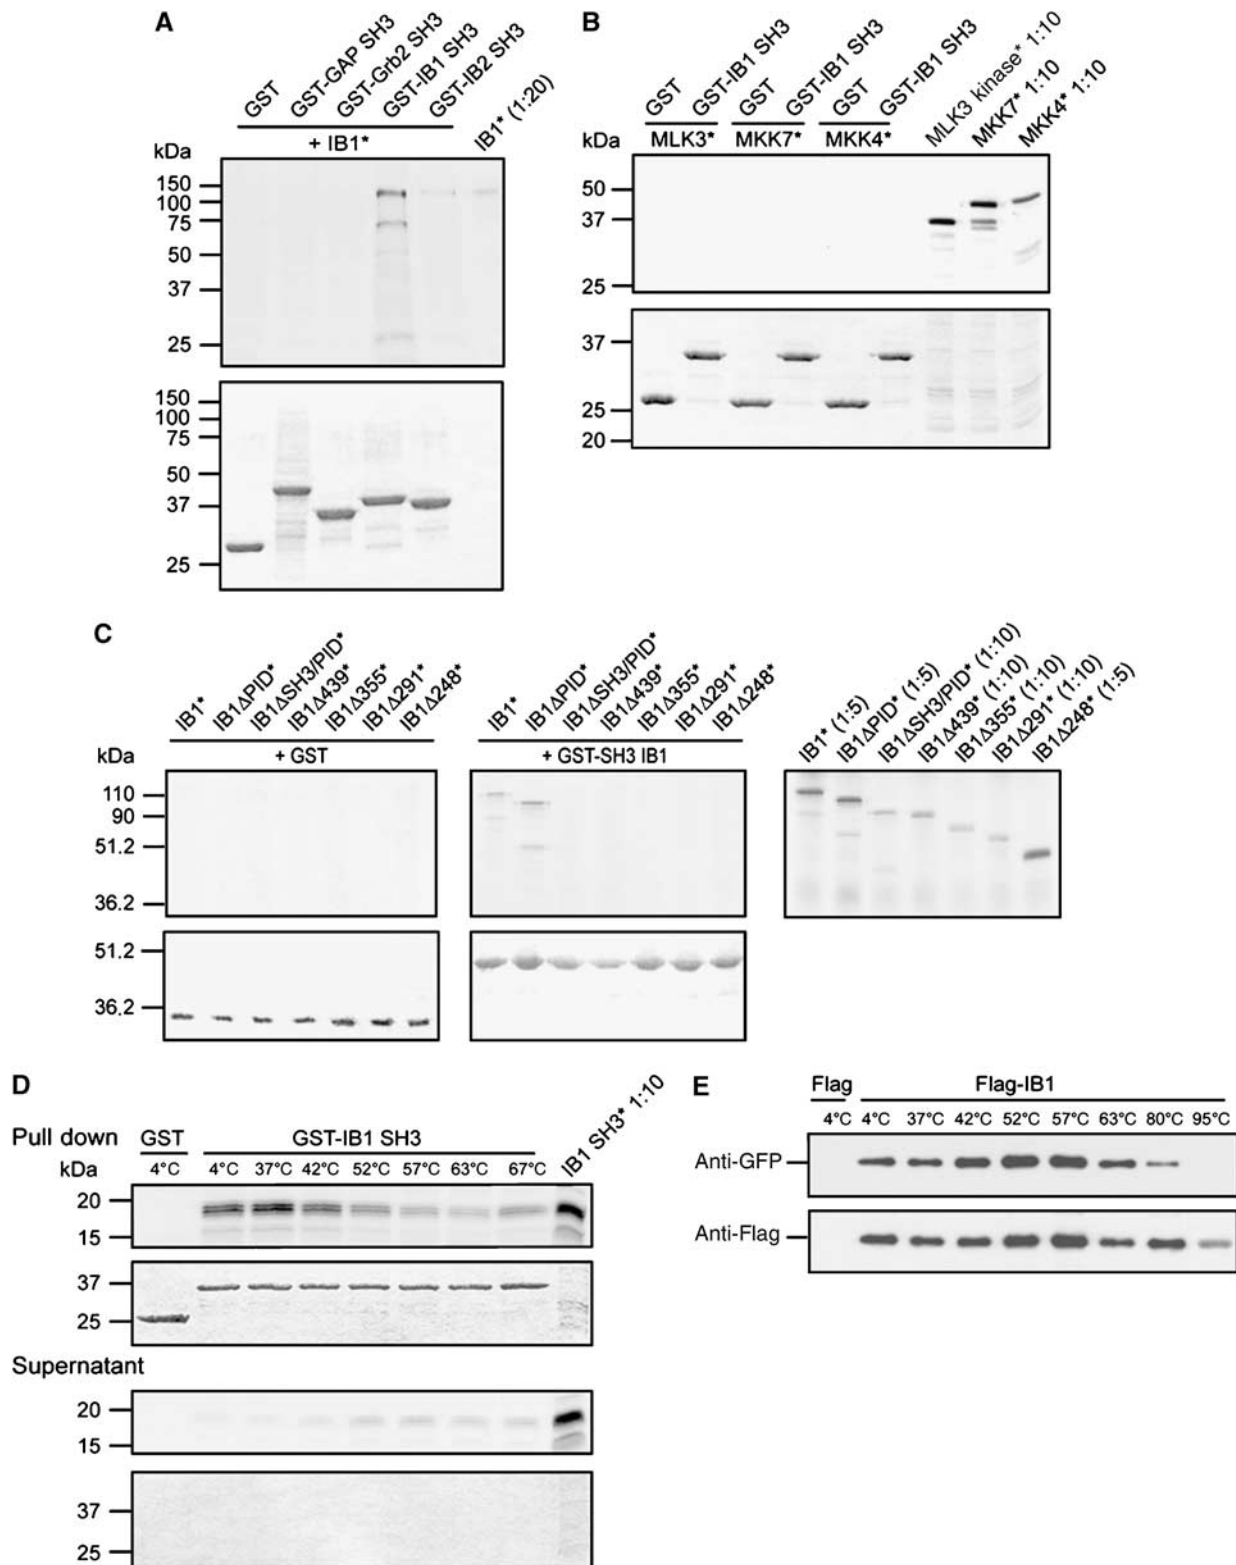 A
GST
GST-GAP SH3
GST-Grb2 SH3
GST-IB1 SH3
GST-IB2 SH3
IB1* (1:20)
+ IB1*
kDa
150
100
75
50
37
25
150
100
75
50
37
25
B
GST
GST-IB1 SH3
GST
GST-IB1 SH3
GST
GST-IB1 SH3
MLK3 kinase* 1:10
MKK7* 1:10
MKK4* 1:10
MLK3* MKK7* MKK4*
kDa
50
37
25
37
25
20
C
IB1*
IB1ΔPID*
IB1ΔSH3/PID*
IB1Δ439*
IB1Δ355*
IB1Δ291*
IB1Δ248*
+ GST
IB1*
IB1ΔPID*
IB1ΔSH3/PID*
IB1Δ439*
IB1Δ355*
IB1Δ291*
IB1Δ248*
+ GST-SH3 IB1
IB1* (1:5)
IB1ΔPID* (1:5)
IB1ΔSH3/PID* (1:10)
IB1Δ439* (1:10)
IB1Δ355* (1:10)
IB1Δ291* (1:10)
IB1Δ248* (1:5)
kDa
110
90
51.2
36.2
51.2
36.2
D
Pull down GST GST-IB1 SH3 IB1 SH3* 1:10
kDa 4°C 4°C 37°C 42°C 52°C 57°C 63°C 67°C
20
15
37
25
Supernatant
20
15
37
25
E
Flag Flag-IB1
4°C 4°C 37°C 42°C 52°C 57°C 63°C 80°C 95°C
Anti-GFP
Anti-Flag